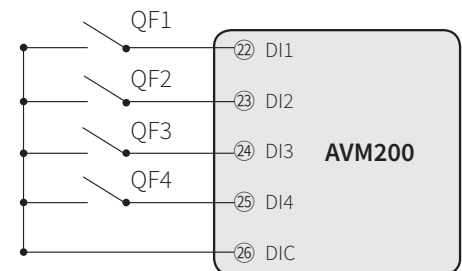 QF1
㉒ DI1
QF2
㉓ DI2
QF3
㉔ DI3 AVM200
QF4
㉕ DI4
㉖ DIC